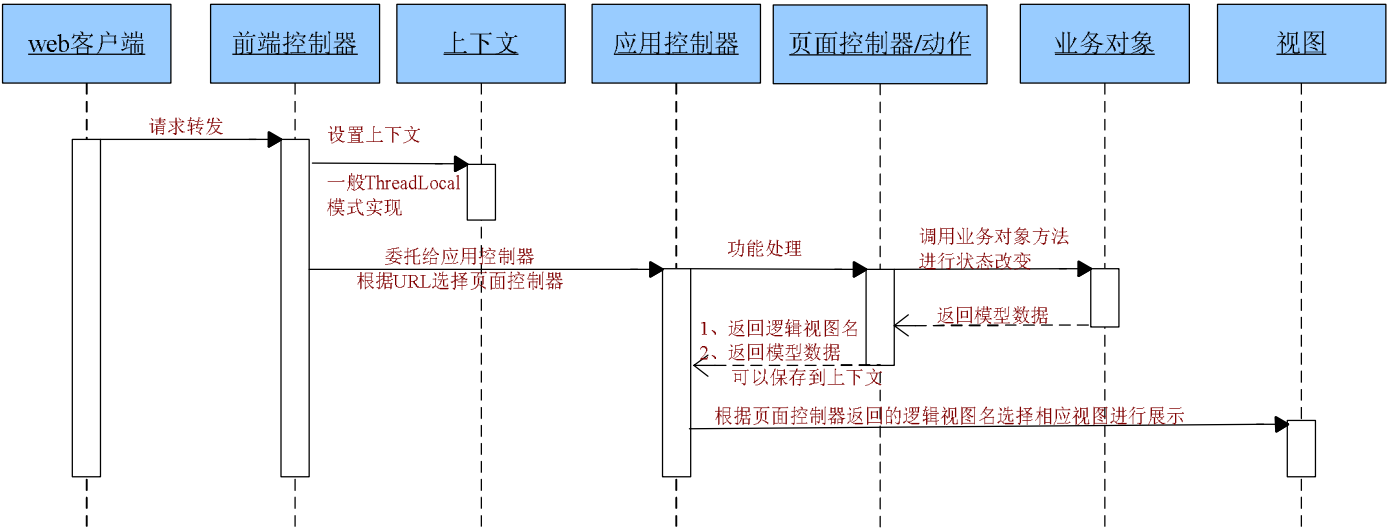 web客户端
前端控制器
上下文
应用控制器
页面控制器/动作
业务对象
视图
请求转发
设置上下文
一般ThreadLocal
模式实现
委托给应用控制器
根据URL选择页面控制器
功能处理
调用业务对象方法
进行状态改变
返回模型数据
1、返回逻辑视图名
2、返回模型数据
可以保存到上下文
根据页面控制器返回的逻辑视图名选择相应视图进行展示